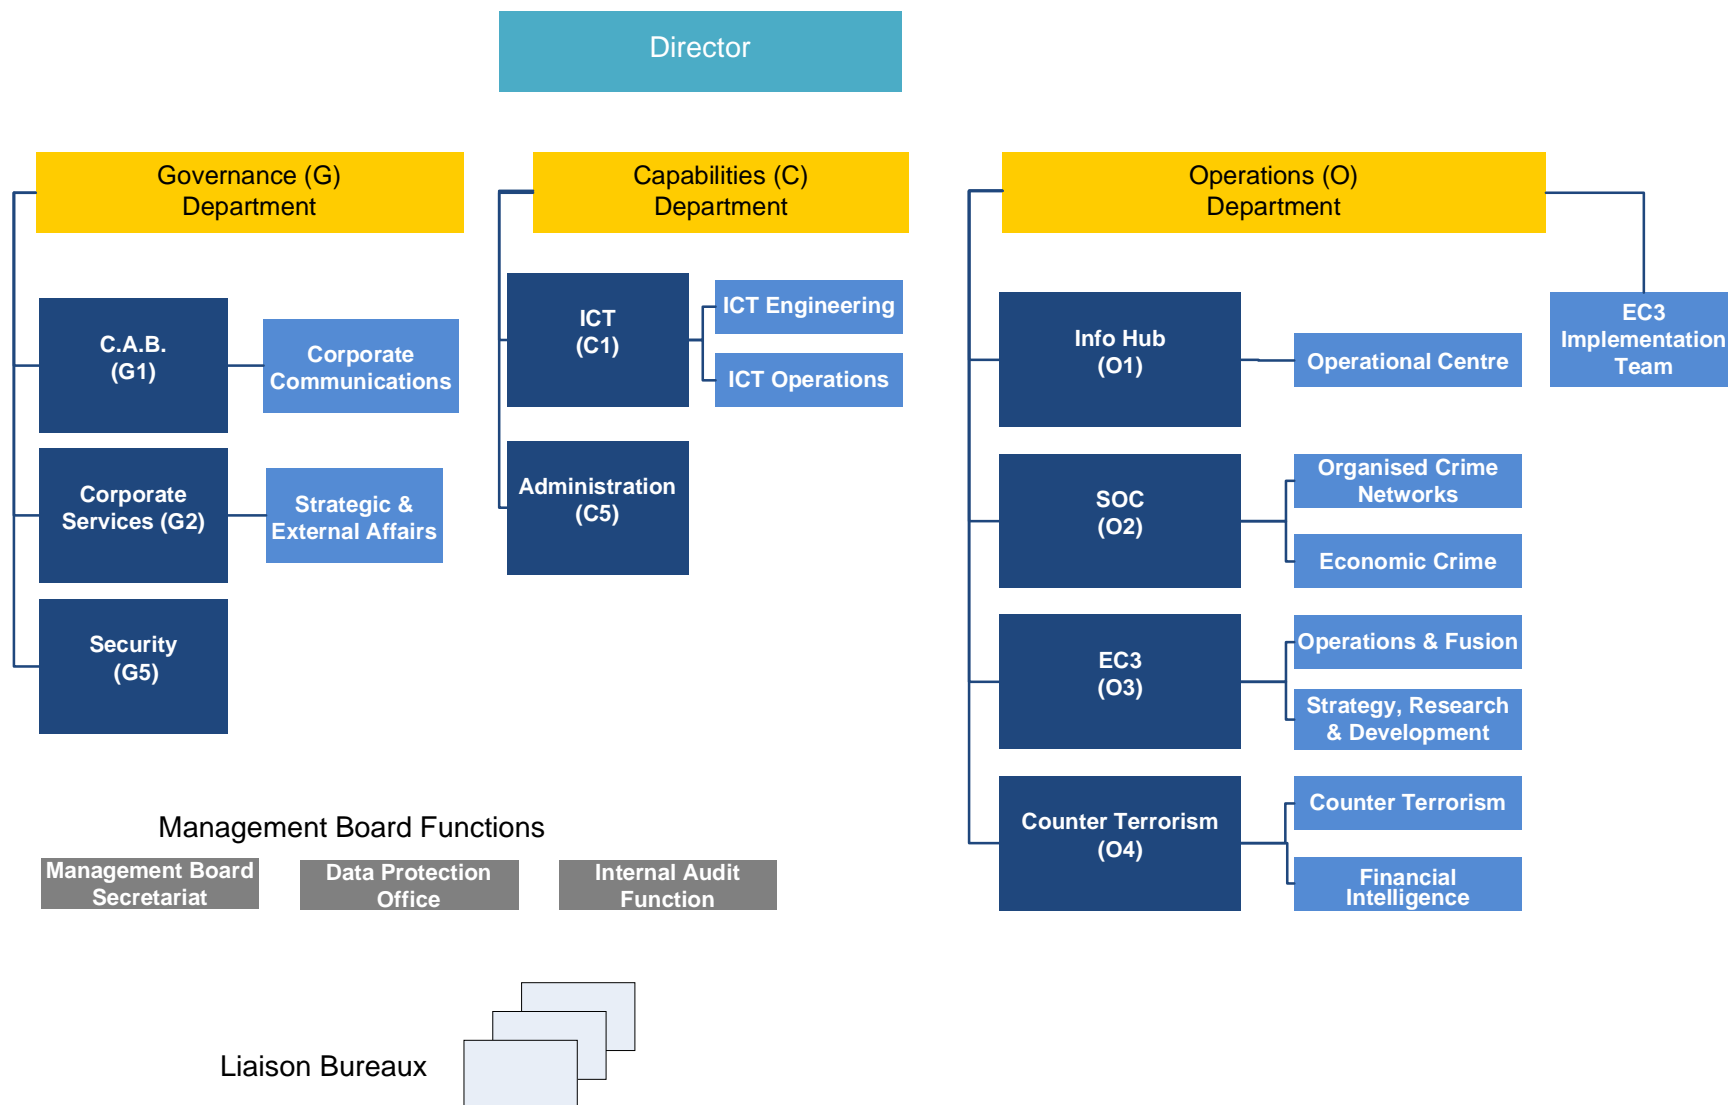 Director
Governance (G)
Department
C.A.B.
(G1)
Corporate
Communications
Corporate
Services (G2)
Strategic &
External Affairs
Security
(G5)
Capabilities (C)
Department
ICT
(C1)
ICT Engineering
ICT Operations
Administration
(C5)
Operations (O)
Department
Info Hub
(O1)
Operational Centre
EC3
Implementation
Team
SOC
(O2)
Organised Crime
Networks
Economic Crime
EC3
(O3)
Operations & Fusion
Strategy, Research
& Development
Counter Terrorism
(O4)
Counter Terrorism
Financial
Intelligence
Management Board Functions
Management Board
Secretariat
Data Protection
Office
Internal Audit
Function
Liaison Bureaux